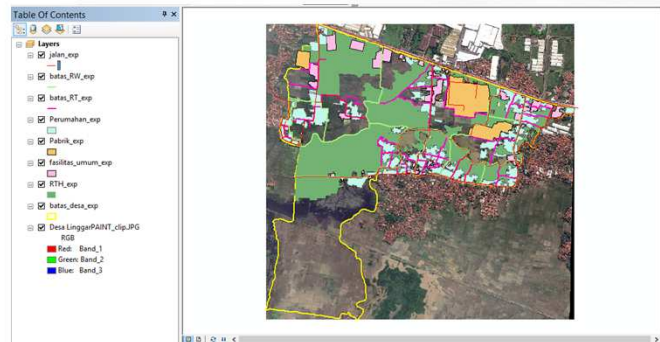 Table Of Contents
Layers
jalan_exp
batas_RW_exp
batas_RT_exp
Perumahan_exp
Pabrik_exp
fasilitas_umum_exp
RTH_exp
batas_desa_exp
Desa LinggarPAINT_clip.JPG
RGB
Red: Band_1
Green: Band_2
Blue: Band_3